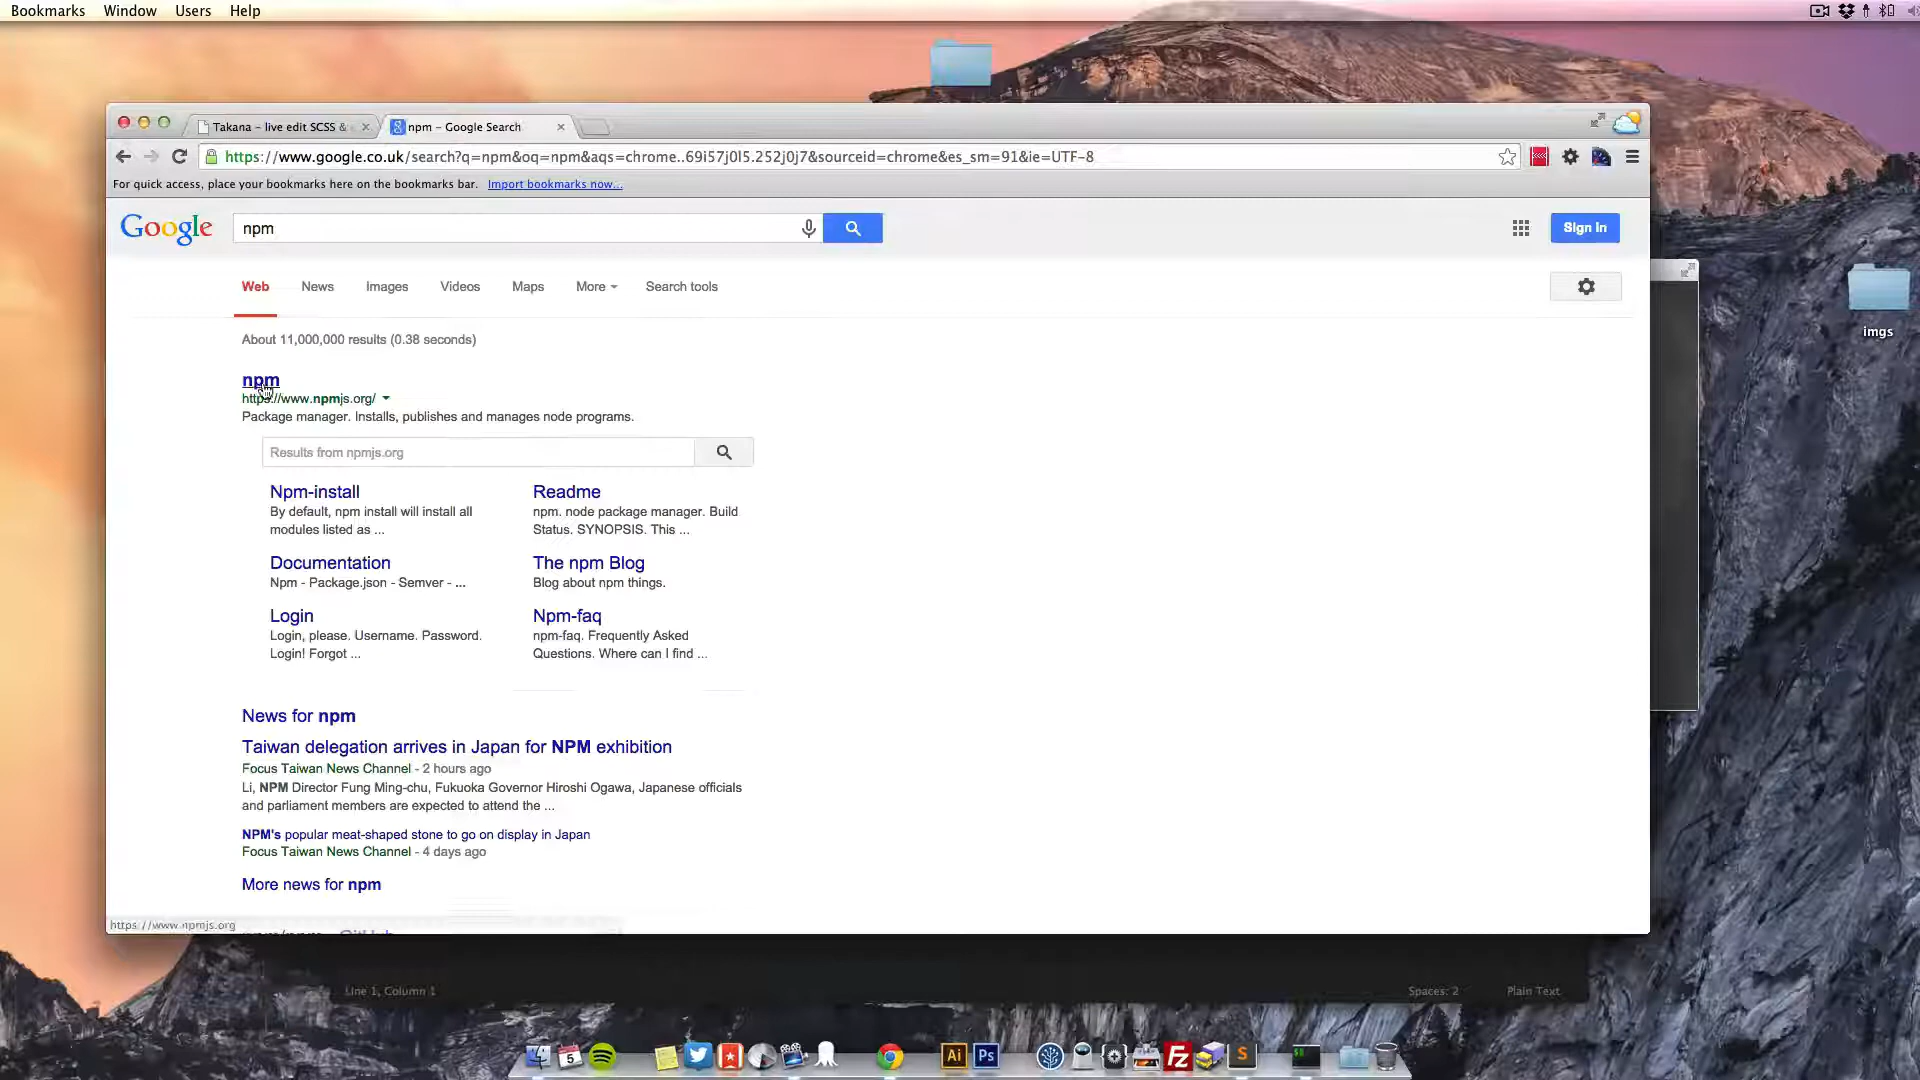 Bookmarks Window Users Help
Takana – live edit SCSS &
npm – Google Search
https://www.google.co.uk/search?q=npm&oq=npm&aqs=chrome..69i57j0l5.252j0j7&sourceid=chrome&es_sm=91&ie=UTF-8
For quick access, place your bookmarks here on the bookmarks bar. Import bookmarks now...
Google
npm
Sign in
Web News Images Videos Maps More Search tools
About 11,000,000 results (0.38 seconds)
imgs
npm
https://www.npmjs.org/
Package manager. Installs, publishes and manages node programs.
Results from npmjs.org
Npm-install
By default, npm install will install all
modules listed as ...
Readme
npm. node package manager. Build
Status. SYNOPSIS. This ...
Documentation
Npm - Package.json - Semver - ...
The npm Blog
Blog about npm things.
Login
Login, please. Username. Password.
Login! Forgot ...
Npm-faq
npm-faq. Frequently Asked
Questions. Where can I find ...
News for npm
Taiwan delegation arrives in Japan for NPM exhibition
Focus Taiwan News Channel - 2 hours ago
Li, NPM Director Fung Ming-chu, Fukuoka Governor Hiroshi Ogawa, Japanese officials
and parliament members are expected to attend the ...
NPM's popular meat-shaped stone to go on display in Japan
Focus Taiwan News Channel - 4 days ago
More news for npm
https://www.npmjs.org
Line 1, Column 1
Spaces: 2
Plain Text
5
Ai
Ps
Fz
S